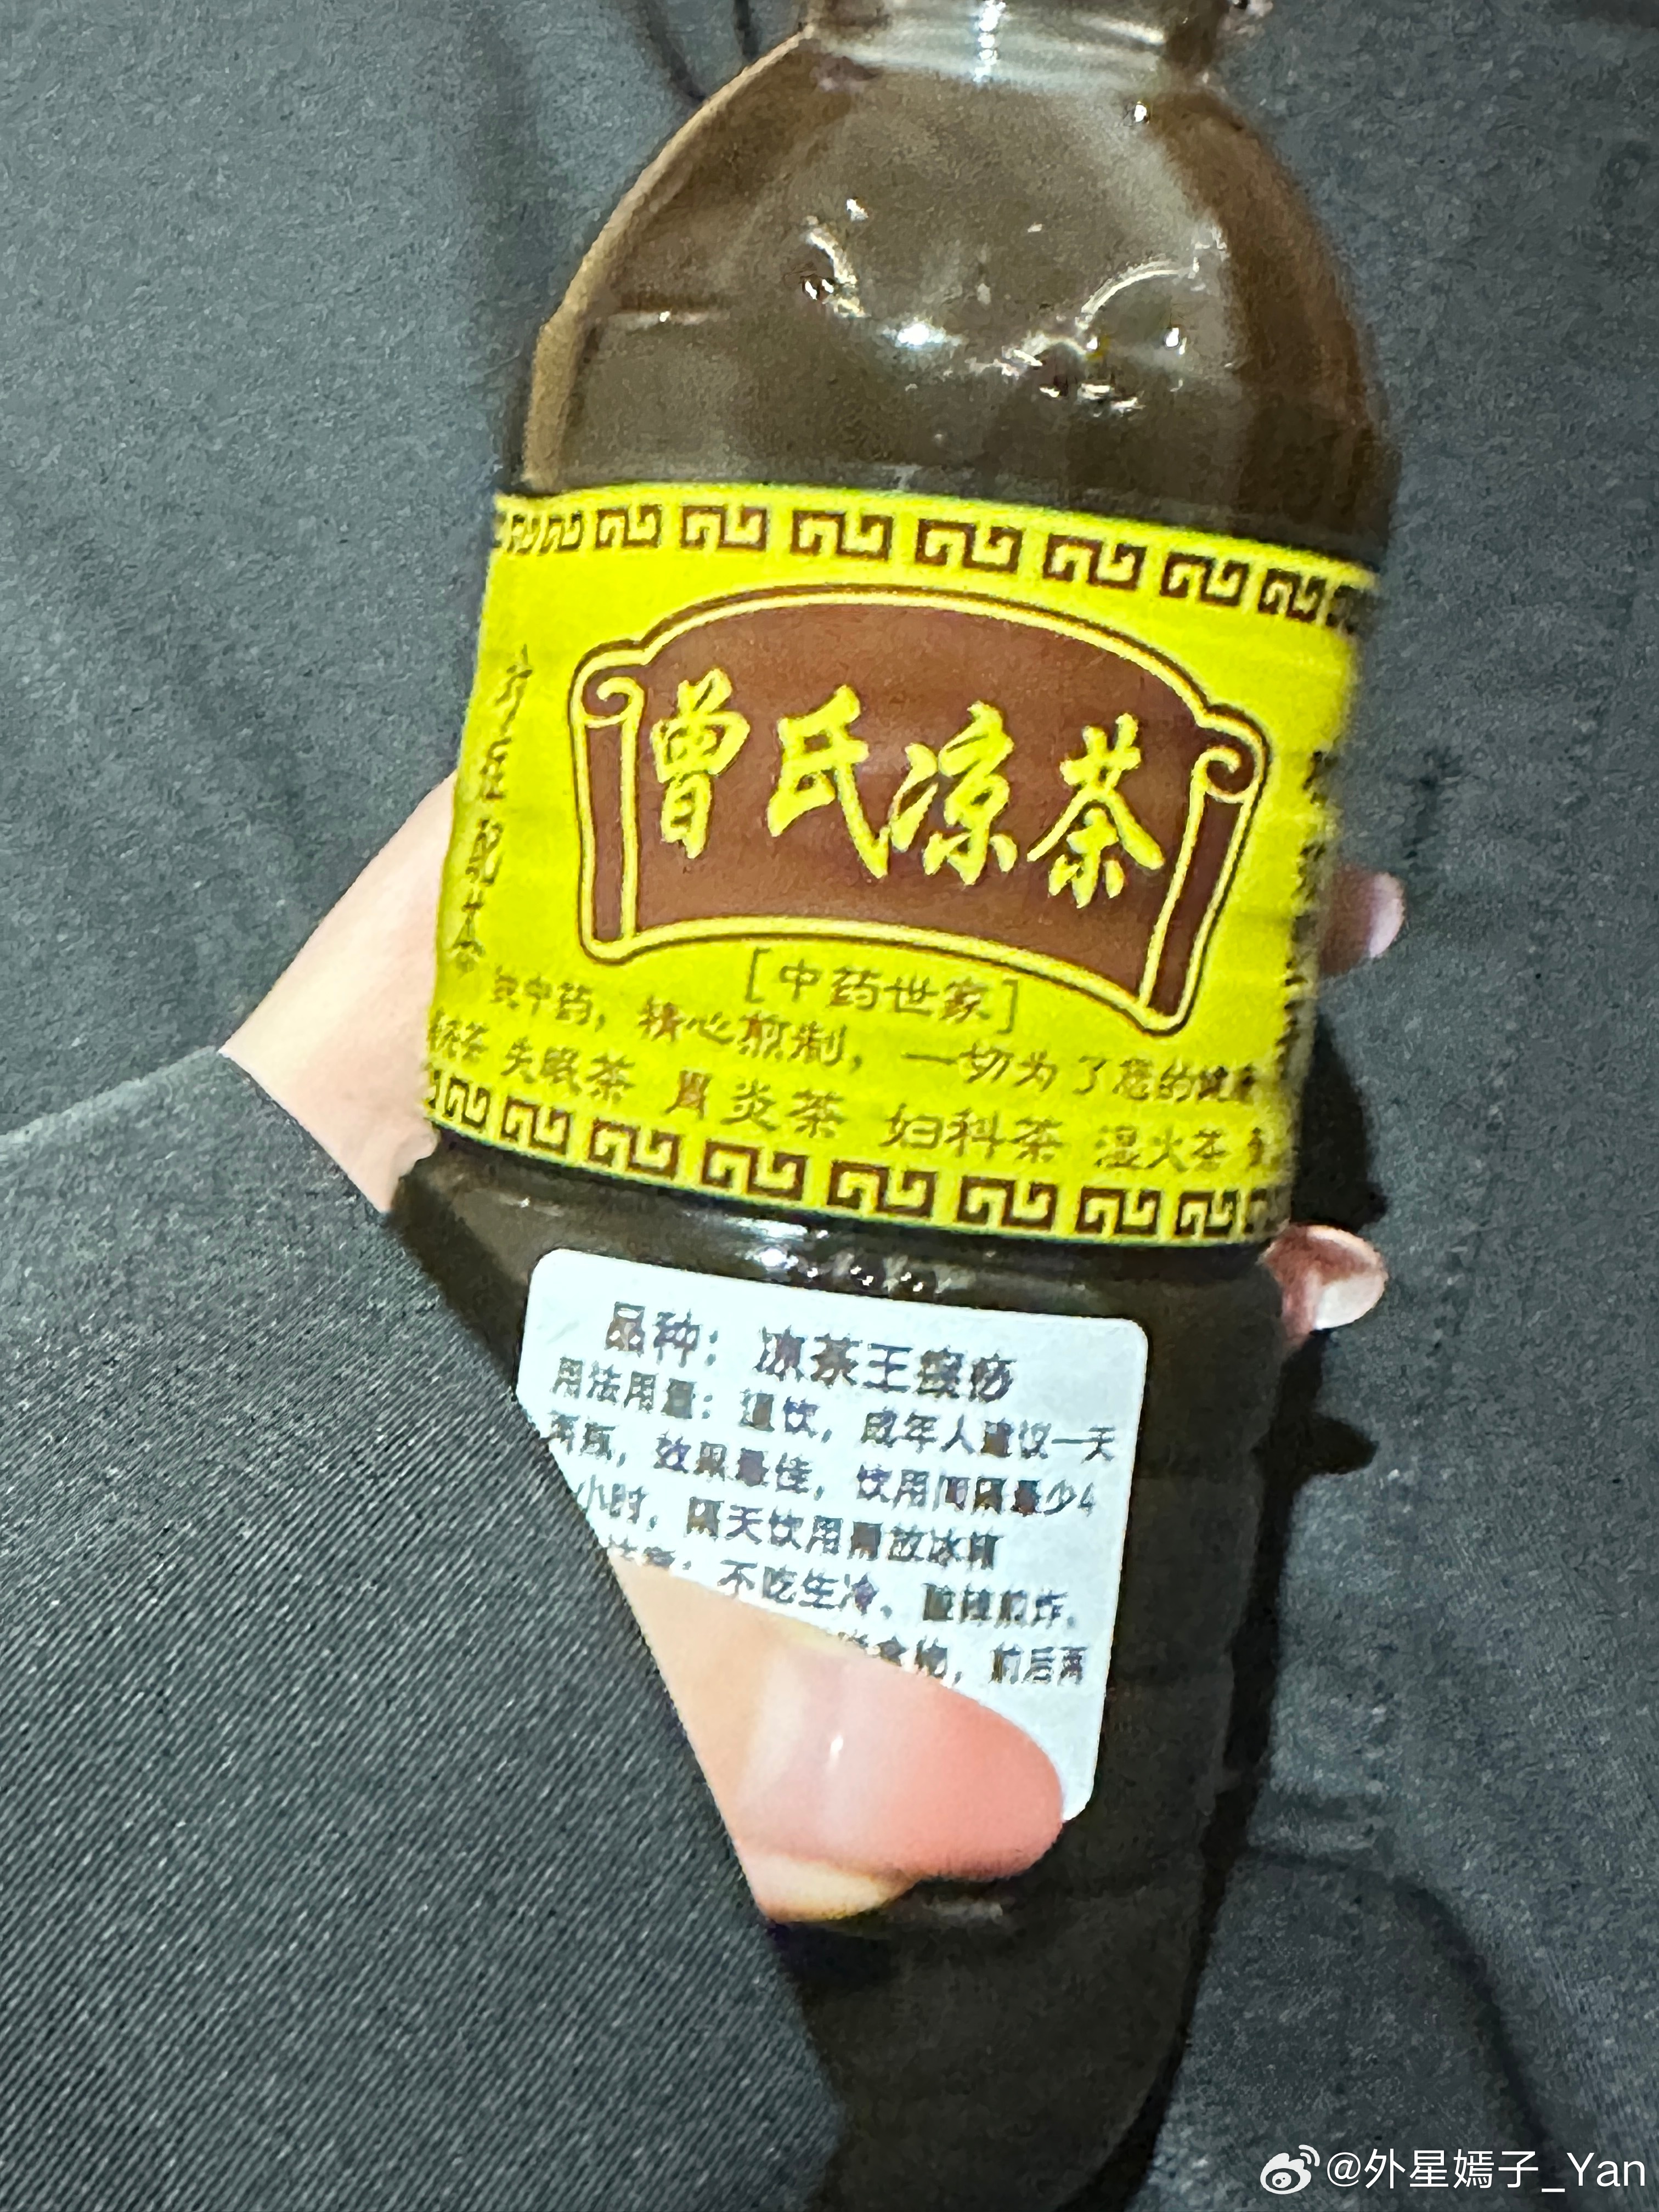 曾氏凉茶
[中药世家]
中药，精心煎制，一切为了您的健康
失眠茶 胃炎茶 妇科茶 湿火茶
品种：凉茶王
用法用量：温饮，成年人建议一天
两瓶，效果最佳，饮用间隔最少4
小时，隔天饮用需放冰箱
不吃生冷、酸辣煎炸、
食物，前后两
@外星嫣子_Yan